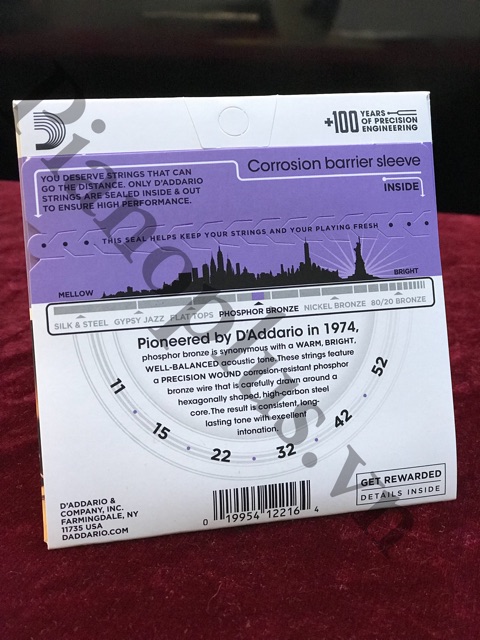 +100 YEARS OF PRECISION ENGINEERING
Corrosion barrier sleeve
INSIDE
YOU DESERVE STRINGS THAT CAN
GO THE DISTANCE. ONLY D'ADDARIO
STRINGS ARE SEALED INSIDE & OUT
TO ENSURE HIGH PERFORMANCE.
THIS SEAL HELPS KEEP YOUR STRINGS AND YOUR PLAYING FRESH
MELLOW
BRIGHT
SILK & STEEL GYPSY JAZZ FLAT TOPS PHOSPHOR BRONZE NICKEL BRONZE 80/20 BRONZE
Pioneered by D'Addario in 1974,
phosphor bronze is synonymous with a WARM, BRIGHT,
WELL-BALANCED acoustic tone. These strings feature
a PRECISION WOUND corrosion-resistant phosphor
bronze wire that is carefully drawn around a
hexagonally shaped, high-carbon steel
core. The result is consistent, long-
lasting tone with excellent
intonation.
11 • 15 • 22 • 32 • 42 • 52
GET REWARDED
DETAILS INSIDE
D'ADDARIO &
COMPANY, INC.
FARMINGDALE, NY
11735 USA
DADDARIO.COM
0 19954 12216 4
Pianoplus.vn